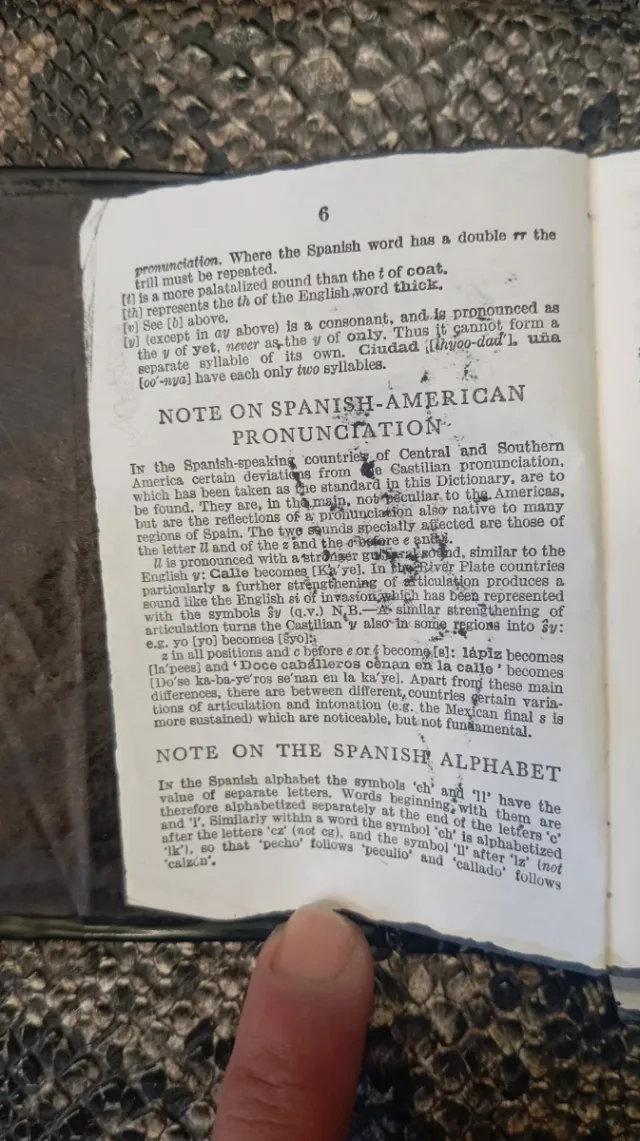 6
pronunciation. Where the Spanish word has a double rr the
trill must be repeated.
[t] is a more palatalized sound than the t of coat.
[th] represents the th of the English word thick.
[v] See [b] above.
[y] (except in ay above) is a consonant, and is pronounced as
the y of yet, never as the y of only. Thus it cannot form a
separate syllable of its own. Ciudad [thyoo-dad'], uña
[oo'-nya] have each only two syllables.
NOTE ON SPANISH-AMERICAN
PRONUNCIATION
IN the Spanish-speaking countries of Central and Southern
America certain deviations from the Castilian pronunciation,
which has been taken as the standard in this Dictionary, are to
be found. They are, in the main, not peculiar to the Americas,
but are the reflections of a pronunciation also native to many
regions of Spain. The two sounds specially affected are those of
the letter ll and of the z and the c before e and i.
ll is pronounced with a stronger guttural sound, similar to the
English y: Calle becomes [Ka'ye]. In the River Plate countries
particularly a further strengthening of articulation produces a
sound like the English si of invasion which has been represented
with the symbols ŝy (q.v.) N.B.—A similar strengthening of
articulation turns the Castilian y also in some regions into ŝy:
e.g. yo [yo] becomes [ŝyo].
z in all positions and c before e or i become [s]: lápiz becomes
[la'pees] and 'Doce caballeros cenan en la calle' becomes
[Do'se ka-ba-ye'ros se'nan en la ka'ye]. Apart from these main
differences, there are between different countries certain varia-
tions of articulation and intonation (e.g. the Mexican final s is
more sustained) which are noticeable, but not fundamental.
NOTE ON THE SPANISH ALPHABET
IN the Spanish alphabet the symbols 'ch' and 'll' have the
value of separate letters. Words beginning with them are
therefore alphabetized separately at the end of the letters 'c'
and 'l'. Similarly within a word the symbol 'ch' is alphabetized
after the letters 'cz' (not cg), and the symbol 'll' after 'lz' (not
'lk'), so that 'pecho' follows 'peculio' and 'callado' follows
'calzón'.